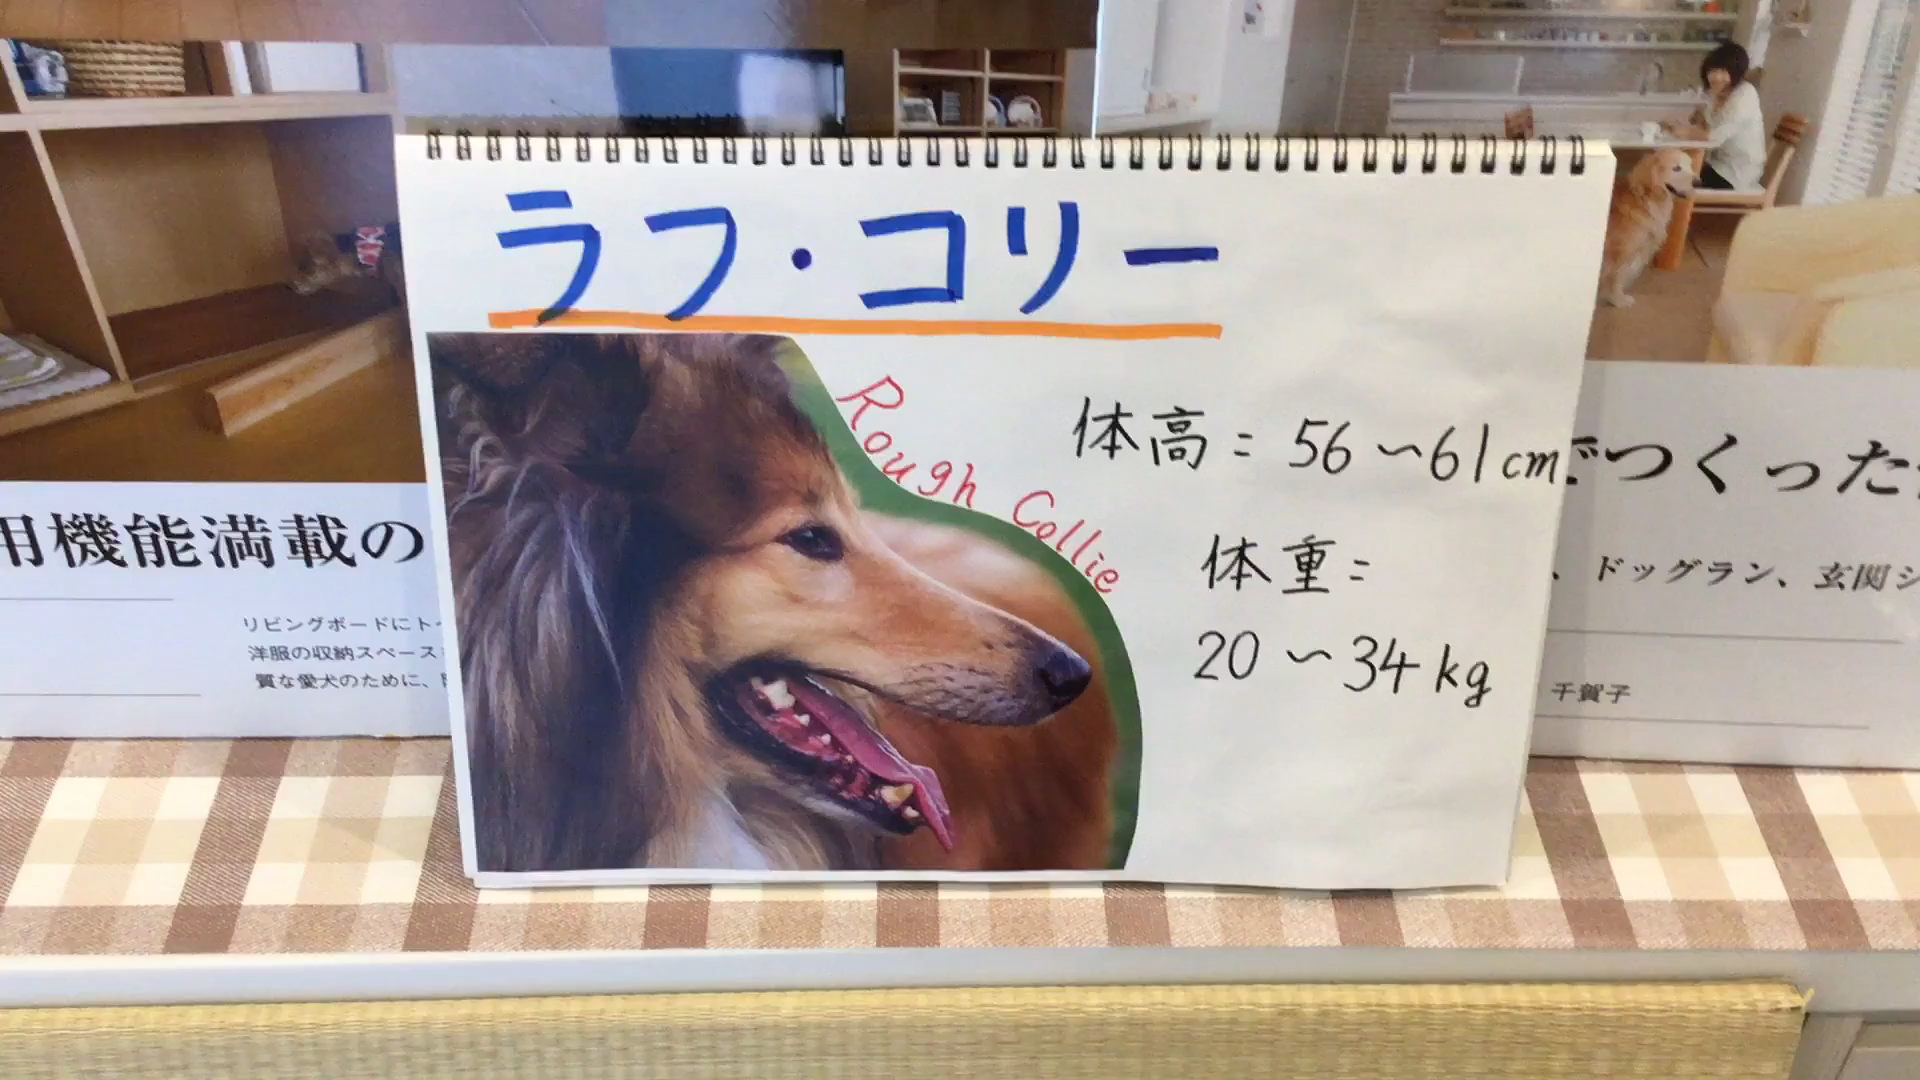 ラフ・コリー
Rough Collie
体高 = 56~61cm
体重 =
20~34kg
用機能満載の
リビングボードにト
洋服の収納スペース
質な愛犬のために、
でつくった
、ドッグラン、玄関シ
千賀子